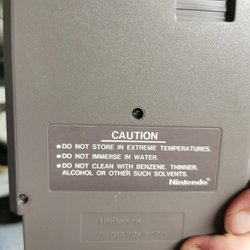 CAUTION
•DO NOT STORE IN EXTREME TEMPERATURES.
•DO NOT IMMERSE IN WATER.
•DO NOT CLEAN WITH BENZENE, THINNER,
ALCOHOL OR OTHER SUCH SOLVENTS.
Nintendo®
Nintendo